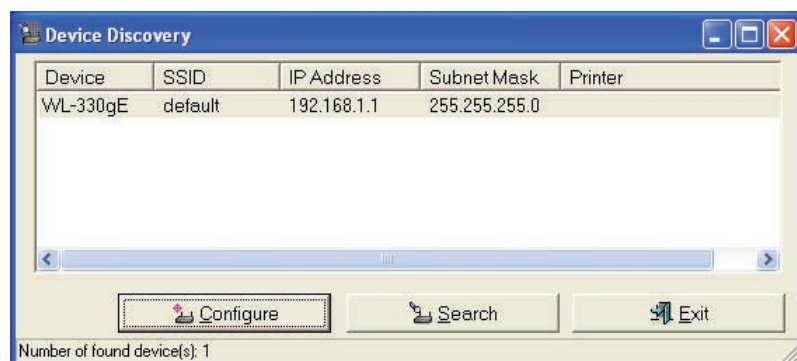 Device Discovery
Device SSID IP Address Subnet Mask Printer
WL-330gE default 192.168.1.1 255.255.255.0
Configure Search Exit
Number of found device(s): 1